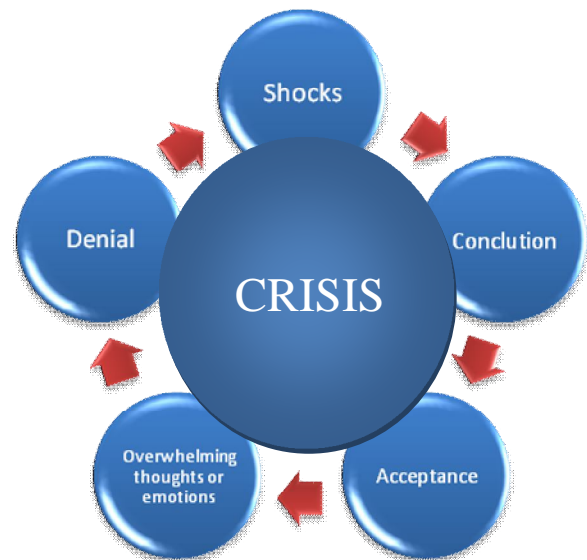 Shocks
Conclution
Acceptance
Overwhelming
thoughts or
emotions
Denial
CRISIS